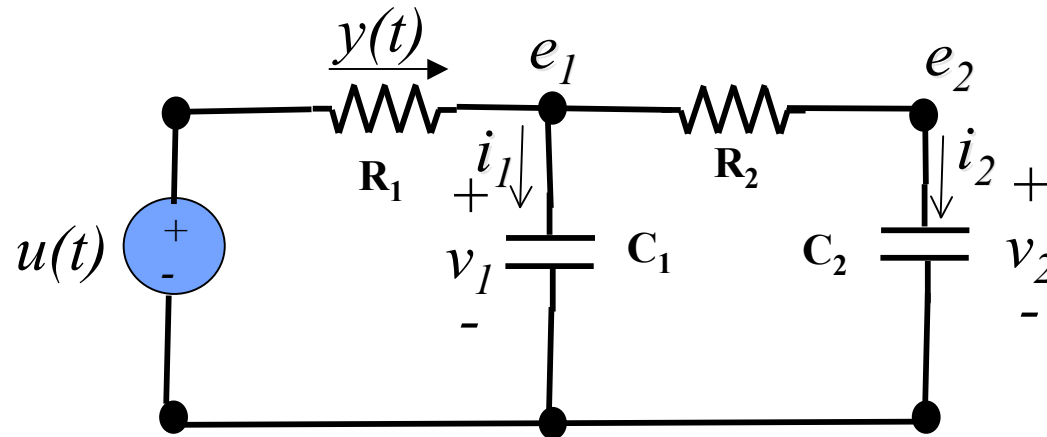 y(t)
e1
e2
R1
i1
R2
i2
+
+
+
-
u(t)
v1
C1
C2
v2
-
-